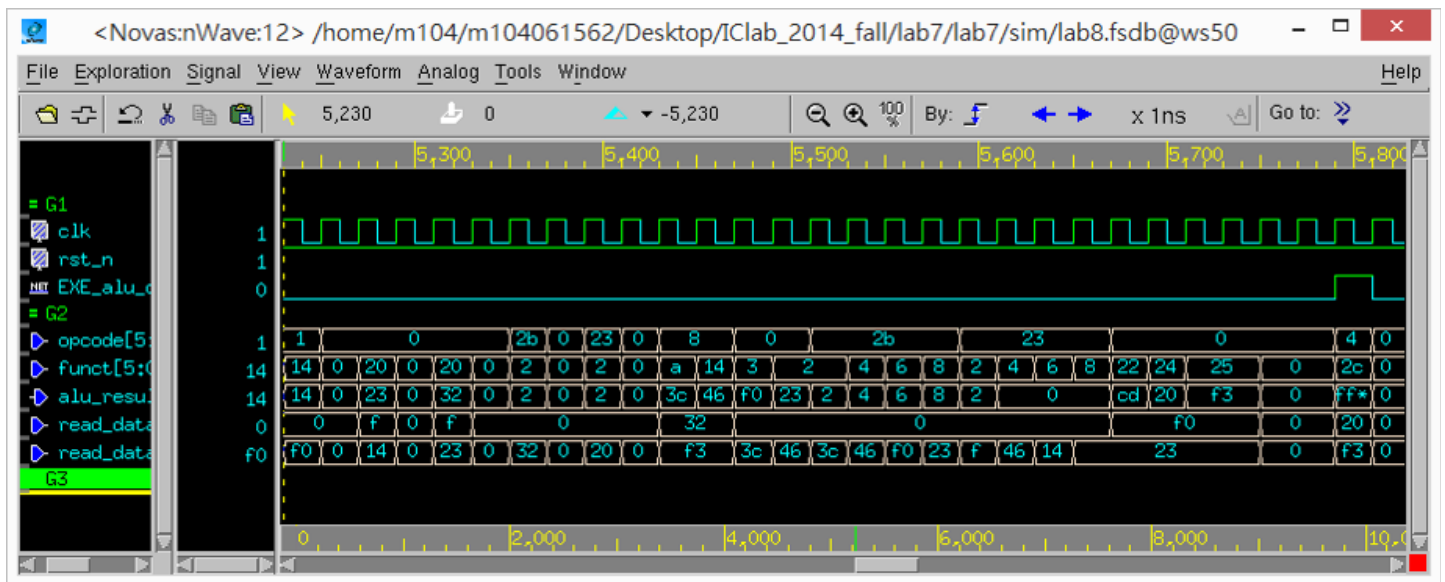 <Novas:nWave:12> /home/m104/m104061562/Desktop/IClab_2014_fall/lab7/lab7/sim/lab8.fsdb@ws50
File Exploration Signal View Waveform Analog Tools Window Help
5,230 0 -5,230 100 % By: x 1ns A Go to:
5,300 5,400 5,500 5,600 5,700 5,800
= G1
clk 1
rst_n 1
NET EXE_alu_ 0
= G2
opcode[5: 1 1 0 2b 0 23 0 8 0 2b 23 0 4 0
funct[5: 14 14 0 20 0 20 0 2 0 2 0 a 14 3 2 4 6 8 2 4 6 8 22 24 25 0 2c 0
alu_resu 14 14 0 23 0 32 0 2 0 2 0 3c 46 f0 23 2 4 6 8 2 0 cd 20 f3 0 ff* 0
read_data 0 0 f 0 f 0 32 0 f0 0 20 0
read_data f0 f0 0 14 0 23 0 32 0 20 0 f3 3c 46 3c 46 f0 23 f 46 14 23 0 f3 0
G3
0 2,000 4,000 6,000 8,000